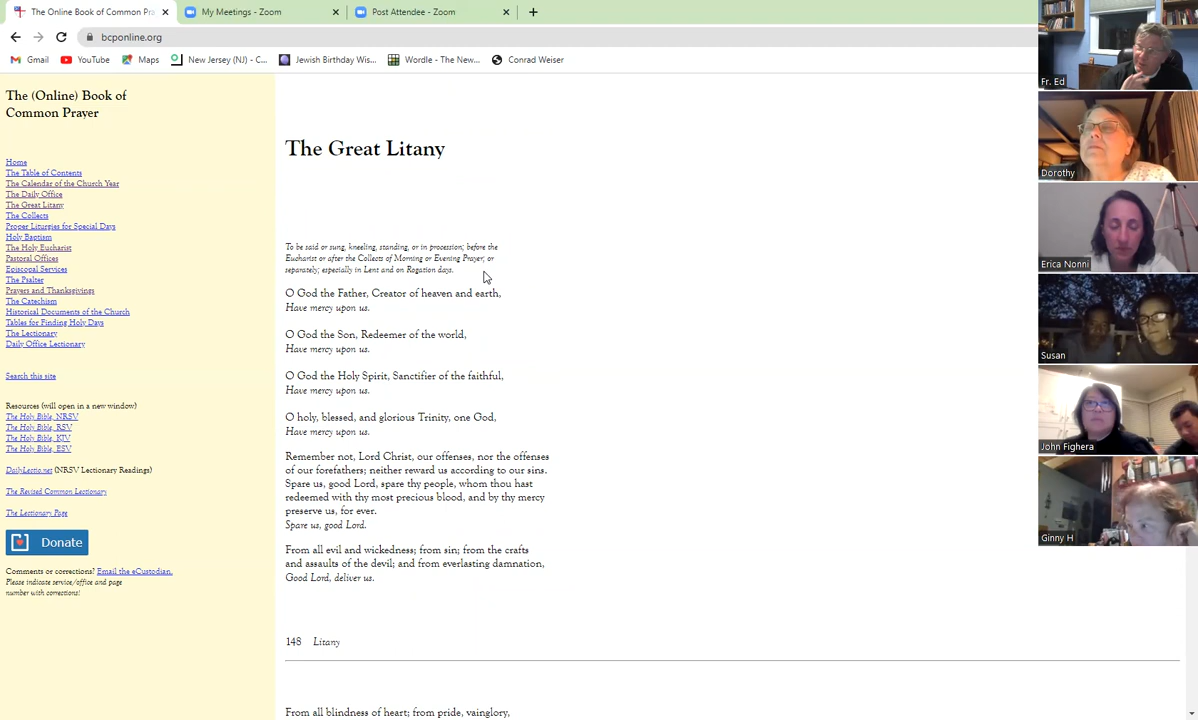 The Online Book of Common Pra
My Meetings - Zoom
Post Attendee - Zoom
bcponline.org
Gmail
YouTube
Maps
New Jersey (NJ) - C...
Jewish Birthday Wis...
Wordle - The New...
Conrad Weiser
The (Online) Book of
Common Prayer
Home
The Table of Contents
The Calendar of the Church Year
The Daily Office
The Great Litany
The Collects
Proper Liturgies for Special Days
Holy Baptism
The Holy Eucharist
Pastoral Offices
Episcopal Services
The Psalter
Prayers and Thanksgivings
The Catechism
Historical Documents of the Church
Tables for Finding Holy Days
The Lectionary
Daily Office Lectionary
Search this site
Resources (will open in a new window)
The Holy Bible, NRSV
The Holy Bible, RSV
The Holy Bible, KJV
The Holy Bible, ESV
DailyLectio.net (NRSV Lectionary Readings)
The Revised Common Lectionary
The Lectionary Page
Donate
Comments or corrections? Email the eCustodian.
Please indicate service/office and page
number with corrections!
The Great Litany
To be said or sung, kneeling, standing, or in procession; before the
Eucharist or after the Collects of Morning or Evening Prayer; or
separately; especially in Lent and on Rogation days.
O God the Father, Creator of heaven and earth,
Have mercy upon us.
O God the Son, Redeemer of the world,
Have mercy upon us.
O God the Holy Spirit, Sanctifier of the faithful,
Have mercy upon us.
O holy, blessed, and glorious Trinity, one God,
Have mercy upon us.
Remember not, Lord Christ, our offenses, nor the offenses
of our forefathers; neither reward us according to our sins.
Spare us, good Lord, spare thy people, whom thou hast
redeemed with thy most precious blood, and by thy mercy
preserve us, for ever.
Spare us, good Lord.
From all evil and wickedness; from sin; from the crafts
and assaults of the devil; and from everlasting damnation,
Good Lord, deliver us.
148 Litany
From all blindness of heart; from pride, vainglory,
Fr. Ed
Dorothy
Erica Nonni
Susan
John Fighera
Ginny H